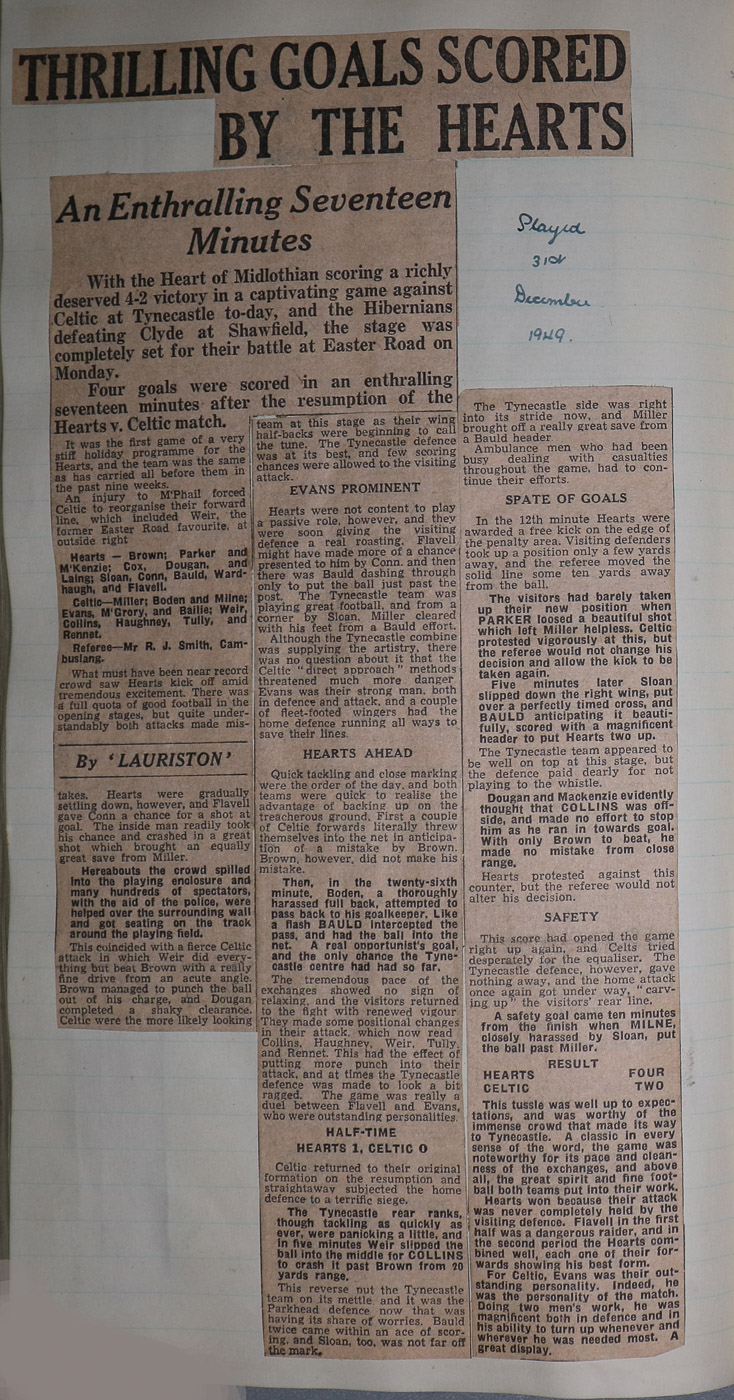 THRILLING GOALS SCORED
BY THE HEARTS
An Enthralling Seventeen
Minutes
With the Heart of Midlothian scoring a richly
deserved 4-2 victory in a captivating game against
Celtic at Tynecastle to-day, and the Hibernians
defeating Clyde at Shawfield, the stage was
completely set for their battle at Easter Road on
Monday.
Four goals were scored in an enthralling
seventeen minutes after the resumption of the
Hearts v. Celtic match.
It was the first game of a very
stiff holiday programme for the
Hearts, and the team was the same
as has carried all before them in
the past nine weeks.
An injury to M'Phail forced
Celtic to reorganise their forward
line, which included Weir, the
former Easter Road favourite, at
outside right
Hearts — Brown; Parker and
M'Kenzie; Cox, Dougan, and
Laing; Sloan, Conn, Bauld, Ward-
haugh, and Flavell.
Celtic—Miller; Boden and Milne;
Evans, M'Grory, and Baillie; Weir,
Collins, Haughney, Tully, and
Rennet.
Referee—Mr R. J. Smith, Cam-
buslang.
What must have been near record
crowd saw Hearts kick off amid
tremendous excitement. There was
a full quota of good football in the
opening stages, but quite under-
standably both attacks made mis-
By 'LAURISTON'
takes. Hearts were gradually
settling down, however, and Flavell
gave Conn a chance for a shot at
goal. The inside man readily took
his chance and crashed in a great
shot which brought an equally
great save from Miller.
Hereabouts the crowd spilled
into the playing enclosure and
many hundreds of spectators,
with the aid of the police, were
helped over the surrounding wall
and got seating on the track
around the playing field.
This coincided with a fierce Celtic
attack in which Weir did every-
thing but beat Brown with a really
fine drive from an acute angle.
Brown managed to punch the ball
out of his charge, and Dougan
completed a shaky clearance.
Celtic were the more likely looking
team at this stage as their wing
half-backs were beginning to call
the tune. The Tynecastle defence
was at its best, and few scoring
chances were allowed to the visiting
attack.
EVANS PROMINENT
Hearts were not content to play
a passive role, however, and they
were soon giving the visiting
defence a real roasting. Flavell
might have made more of a chance
presented to him by Conn, and then
there was Bauld dashing through
only to put the ball just past the
post. The Tynecastle team was
playing great football, and from a
corner by Sloan, Miller cleared
with his feet from a Bauld effort.
Although the Tynecastle combine
was supplying the artistry, there
was no question about it that the
Celtic "direct approach" methods
threatened much more danger
Evans was their strong man, both
in defence and attack, and a couple
of fleet-footed wingers had the
home defence running all ways to
save their lines.
HEARTS AHEAD
Quick tackling and close marking
were the order of the day, and both
teams were quick to realise the
advantage of backing up on the
treacherous ground. First a couple
of Celtic forwards literally threw
themselves into the net in anticipa-
tion of a mistake by Brown.
Brown, however, did not make his
mistake.
Then, in the twenty-sixth
minute, Boden, a thoroughly
harassed full back, attempted to
pass back to his goalkeeper. Like
a flash BAULD intercepted the
pass, and had the ball into the
net. A real opportunist's goal,
and the only chance the Tyne-
castle centre had had so far.
The tremendous pace of the
exchanges showed no sign of
relaxing, and the visitors returned
to the fight with renewed vigour
They made some positional changes
in their attack, which now read
Collins, Haughney, Weir, Tully,
and Rennet. This had the effect of
putting more punch into their
attack, and at times the Tynecastle
defence was made to look a bit
ragged. The game was really a
duel between Flavell and Evans,
who were outstanding personalities.
HALF-TIME
HEARTS 1, CELTIC 0
Celtic returned to their original
formation on the resumption and
straightaway subjected the home
defence to a terrific siege.
The Tynecastle rear ranks,
though tackling as quickly as
ever, were panicking a little, and
in five minutes Weir slipped the
ball into the middle for COLLINS
to crash it past Brown from 20
yards range.
This reverse put the Tynecastle
team on its mettle, and it was the
Parkhead defence now that was
having its share of worries. Bauld
twice came within an ace of scor-
ing, and Sloan, too, was not far off
the mark.
Played
31st
December
1949.
The Tynecastle side was right
into its stride now, and Miller
brought off a really great save from
a Bauld header
Ambulance men who had been
busy dealing with casualties
throughout the game, had to con-
tinue their efforts.
SPATE OF GOALS
In the 12th minute Hearts were
awarded a free kick on the edge of
the penalty area. Visiting defenders
took up a position only a few yards
away, and the referee moved the
solid line some ten yards away
from the ball.
The visitors had barely taken
up their new position when
PARKER loosed a beautiful shot
which left Miller helpless. Celtic
protested vigorously at this, but
the referee would not change his
decision and allow the kick to be
taken again.
Five minutes later Sloan
slipped down the right wing, put
over a perfectly timed cross, and
BAULD anticipating it beauti-
fully, scored with a magnificent
header to put Hearts two up.
The Tynecastle team appeared to
be well on top at this stage, but
the defence paid dearly for not
playing to the whistle.
Dougan and Mackenzie evidently
thought that COLLINS was off-
side, and made no effort to stop
him as he ran in towards goal.
With only Brown to beat, he
made no mistake from close
range.
Hearts protested against this
counter, but the referee would not
alter his decision.
SAFETY
This score had opened the game
right up again, and Celts tried
desperately for the equaliser. The
Tynecastle defence, however, gave
nothing away, and the home attack
once again got under way, "carv-
ing up" the visitors' rear line.
A safety goal came ten minutes
from the finish when MILNE,
closely harassed by Sloan, put
the ball past Miller.
RESULT
HEARTS FOUR
CELTIC TWO
This tussle was well up to expec-
tations, and was worthy of the
immense crowd that made its way
to Tynecastle. A classic in every
sense of the word, the game was
noteworthy for its pace and clean-
ness of the exchanges, and above
all, the great spirit and fine foot-
ball both teams put into their work.
Hearts won because their attack
was never completely held by the
visiting defence. Flavell in the first
half was a dangerous raider, and in
the second period the Hearts com-
bined well, each one of their for-
wards showing his best form.
For Celtic, Evans was their out-
standing personality. Indeed, he
was the personality of the match.
Doing two men's work, he was
magnificent both in defence and in
his ability to turn up whenever and
wherever he was needed most. A
great display.